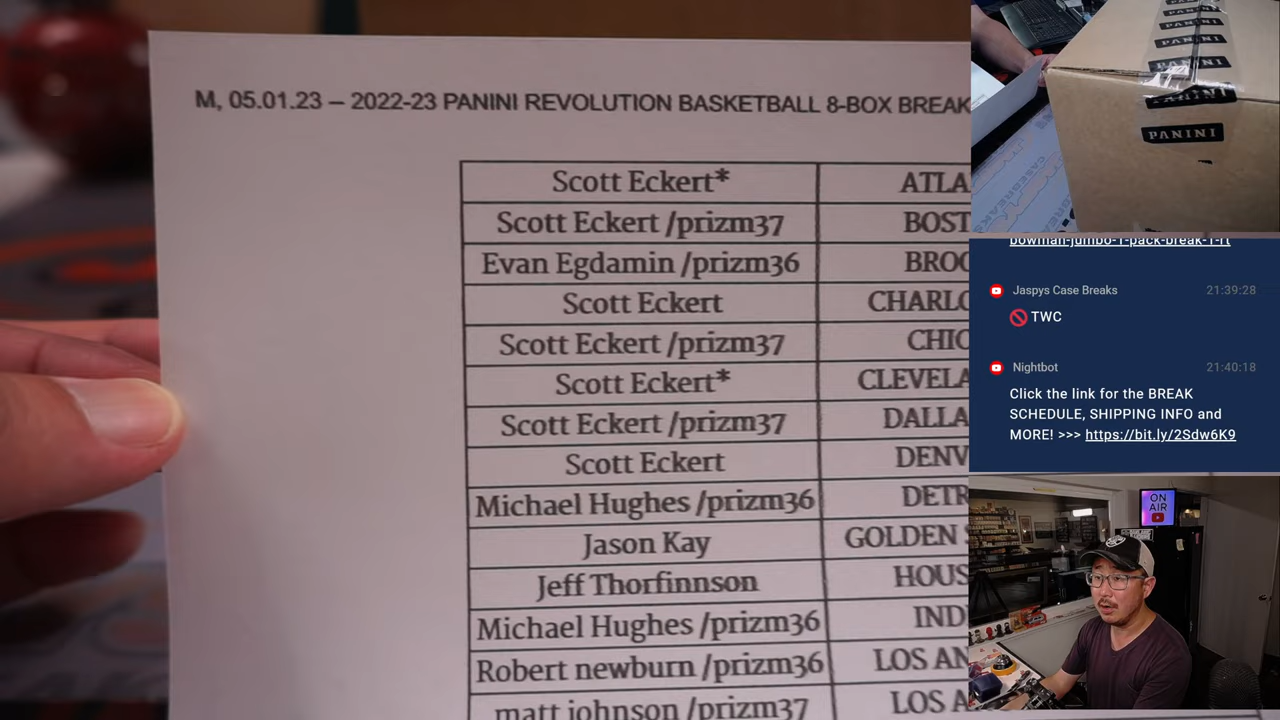 M, 05.01.23 – 2022-23 PANINI REVOLUTION BASKETBALL 8-BOX BREAK
Scott Eckert* ATLA
Scott Eckert /prizm37 BOST
Evan Egdamin /prizm36 BROO
Scott Eckert CHARLO
Scott Eckert /prizm37 CHIC
Scott Eckert* CLEVELA
Scott Eckert /prizm37 DALLA
Scott Eckert DENV
Michael Hughes /prizm36 DETR
Jason Kay GOLDEN
Jeff Thorfinnson HOUS
Michael Hughes /prizm36 IND
Robert newburn /prizm36 LOS AN
matt johnson /prizm37 LOS A
PANINI
PANINI
PANINI
PANINI
PANINI
PANINI
bowman-jumbo-1-pack-break-1-rt
Jaspys Case Breaks 21:39:28
🚫 TWC
Nightbot 21:40:18
Click the link for the BREAK
SCHEDULE, SHIPPING INFO and
MORE! >>> https://bit.ly/2Sdw6K9
ON
AIR